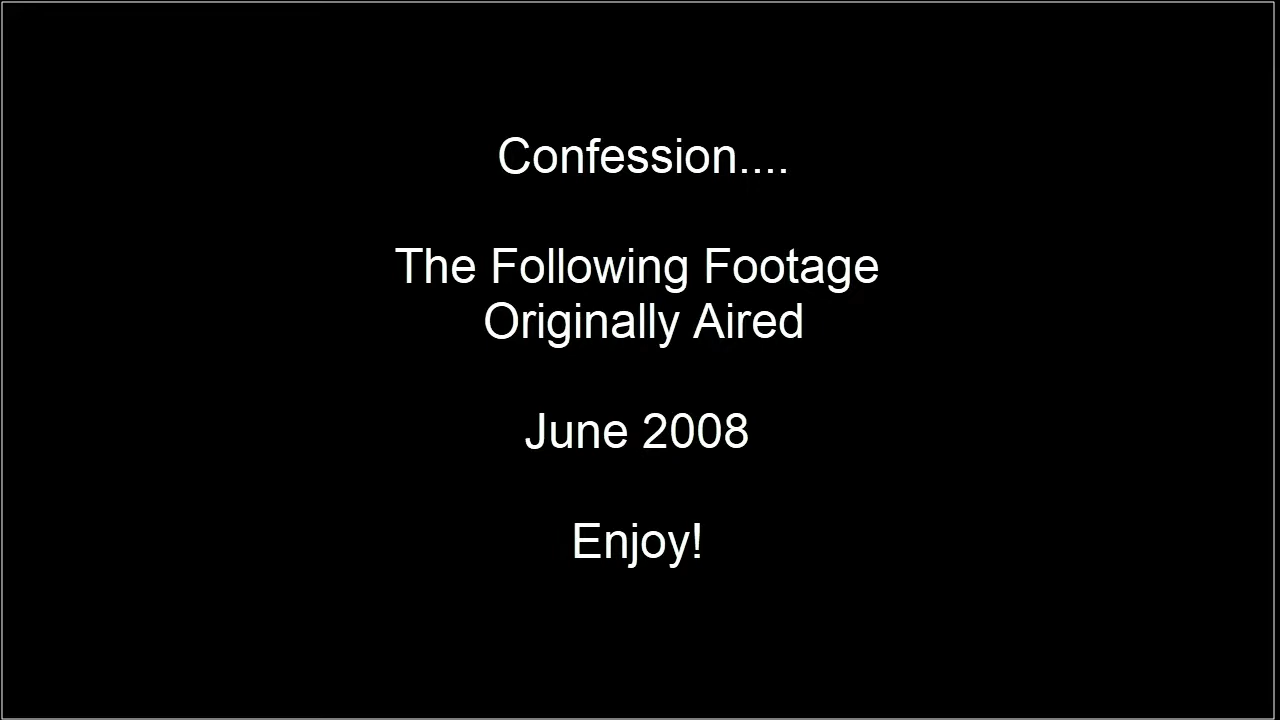 Confession....
The Following Footage
Originally Aired
June 2008
Enjoy!